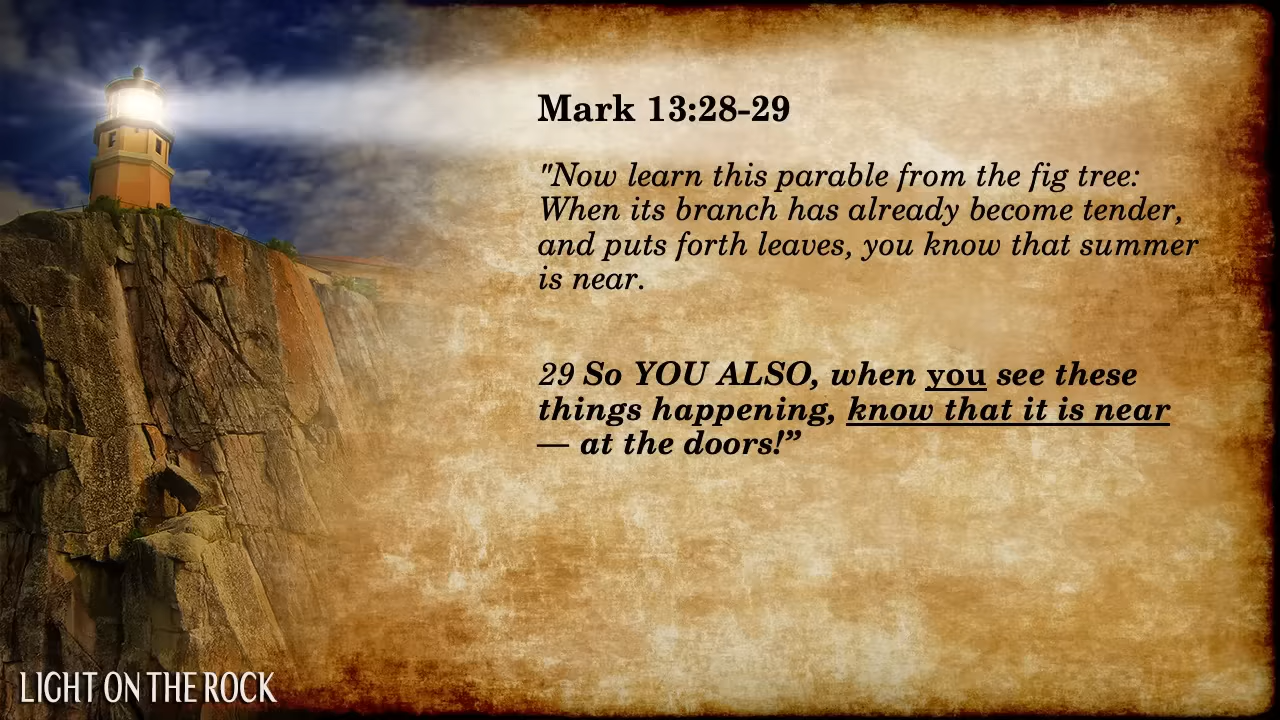 Mark 13:28-29
"Now learn this parable from the fig tree:
When its branch has already become tender,
and puts forth leaves, you know that summer
is near.
29 So YOU ALSO, when you see these
things happening, know that it is near
— at the doors!”
LIGHT ON THE ROCK